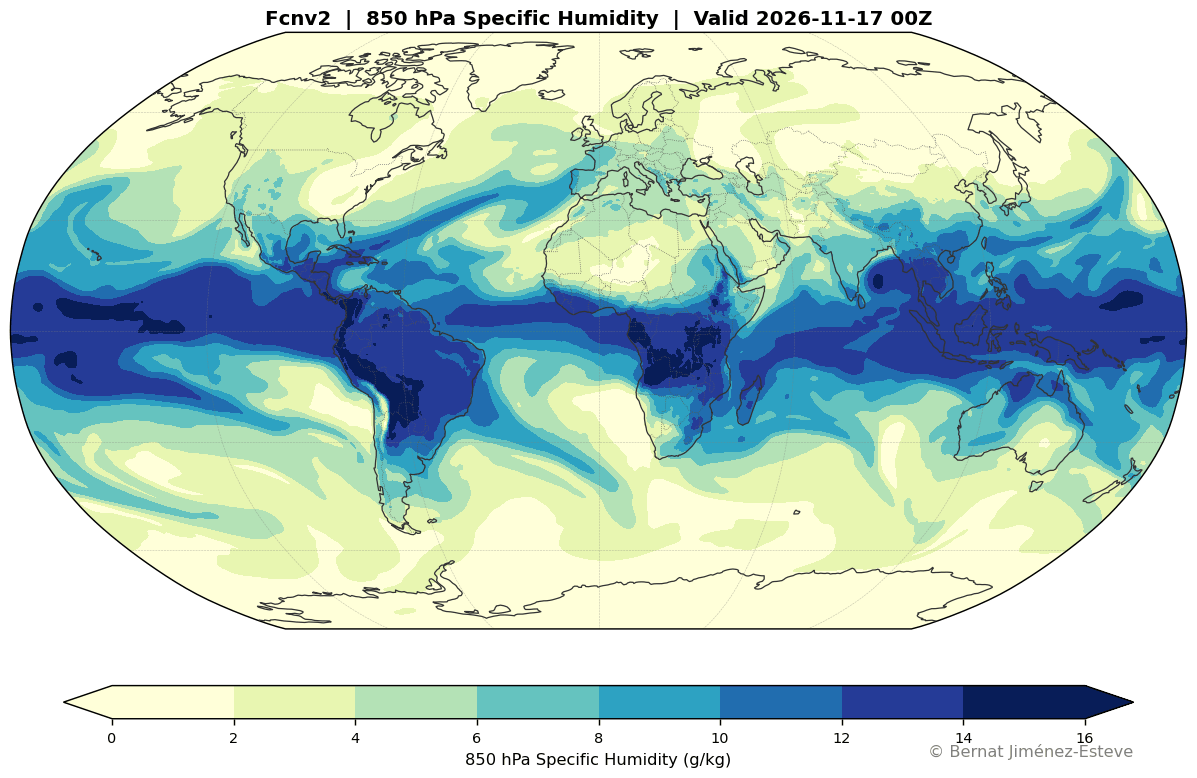 Fcnv2 | 850 hPa Specific Humidity | Valid 2026-11-17 00Z
0 2 4 6 8 10 12 14 16
850 hPa Specific Humidity (g/kg)
© Bernat Jiménez-Esteve